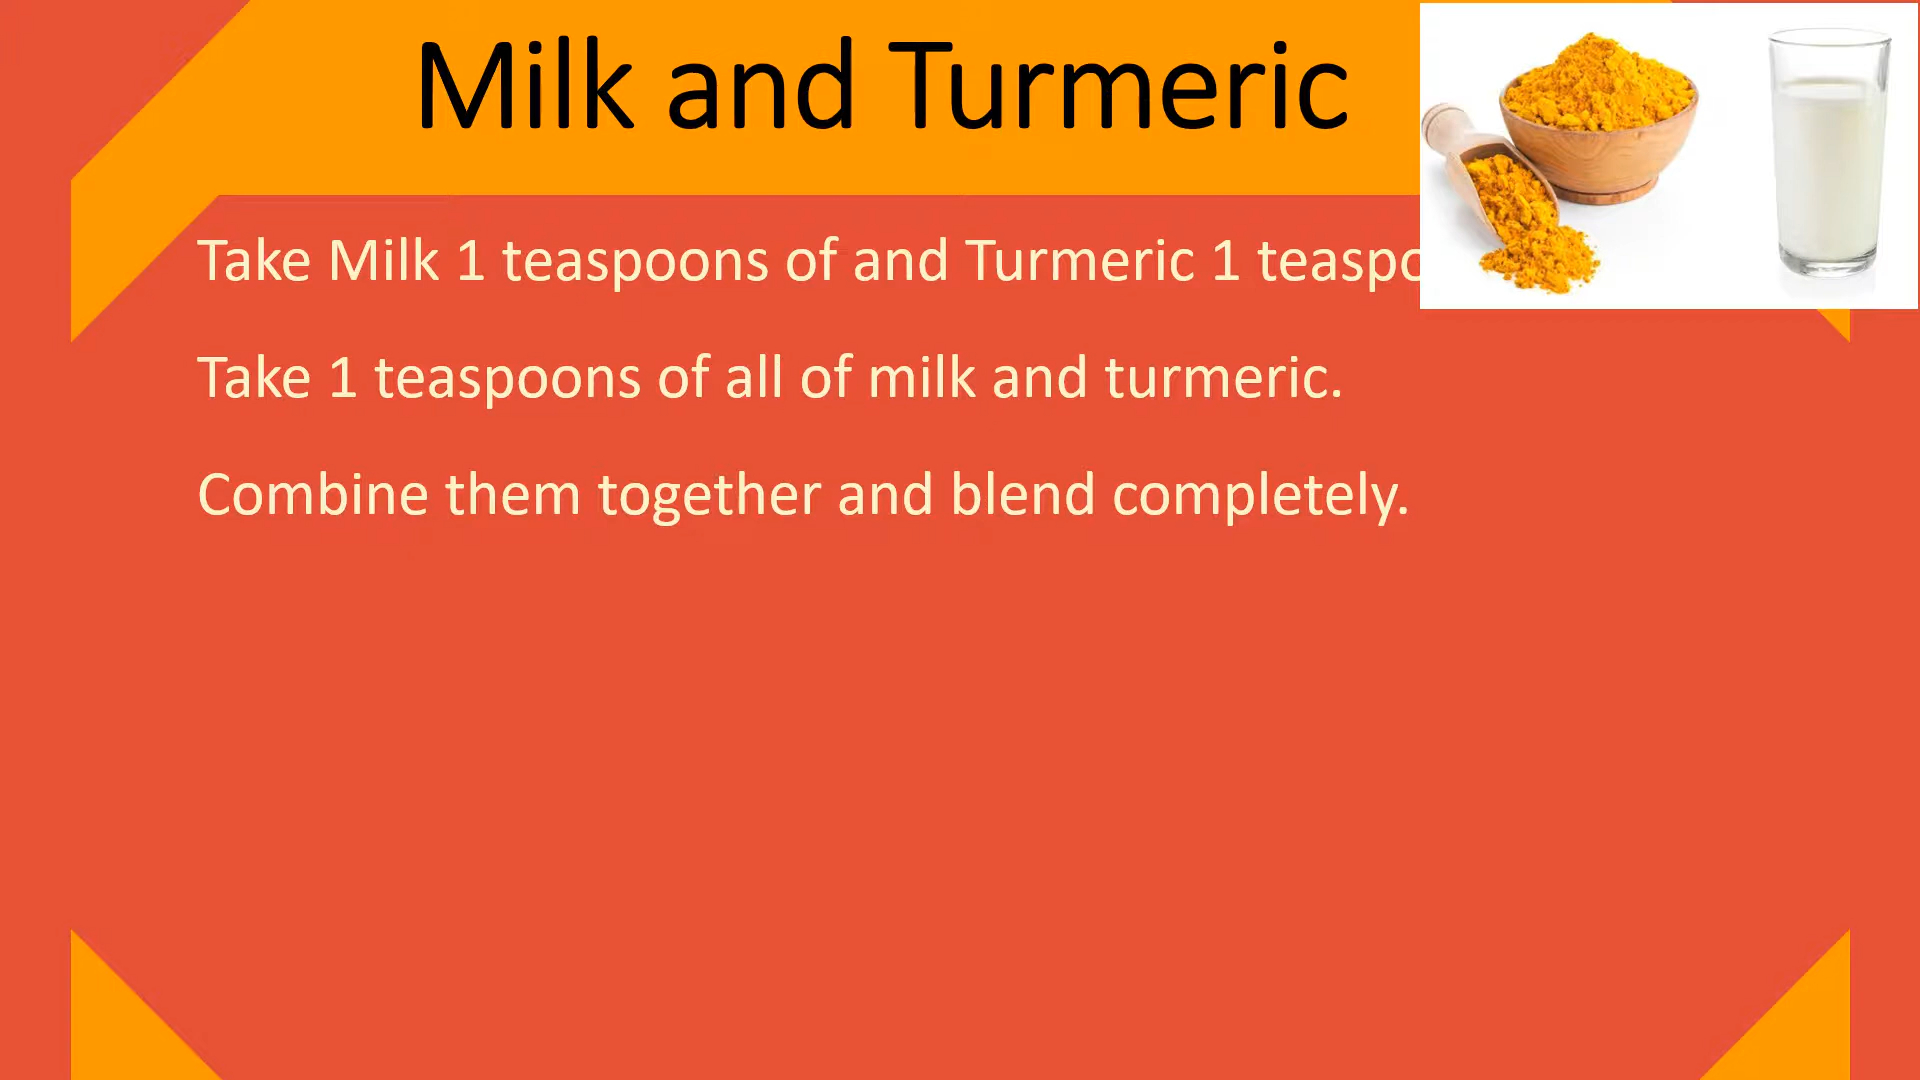 Milk and Turmeric
Take Milk 1 teaspoons of and Turmeric 1
Take 1 teaspoons of all of milk and turmeric.
Combine them together and blend completely.